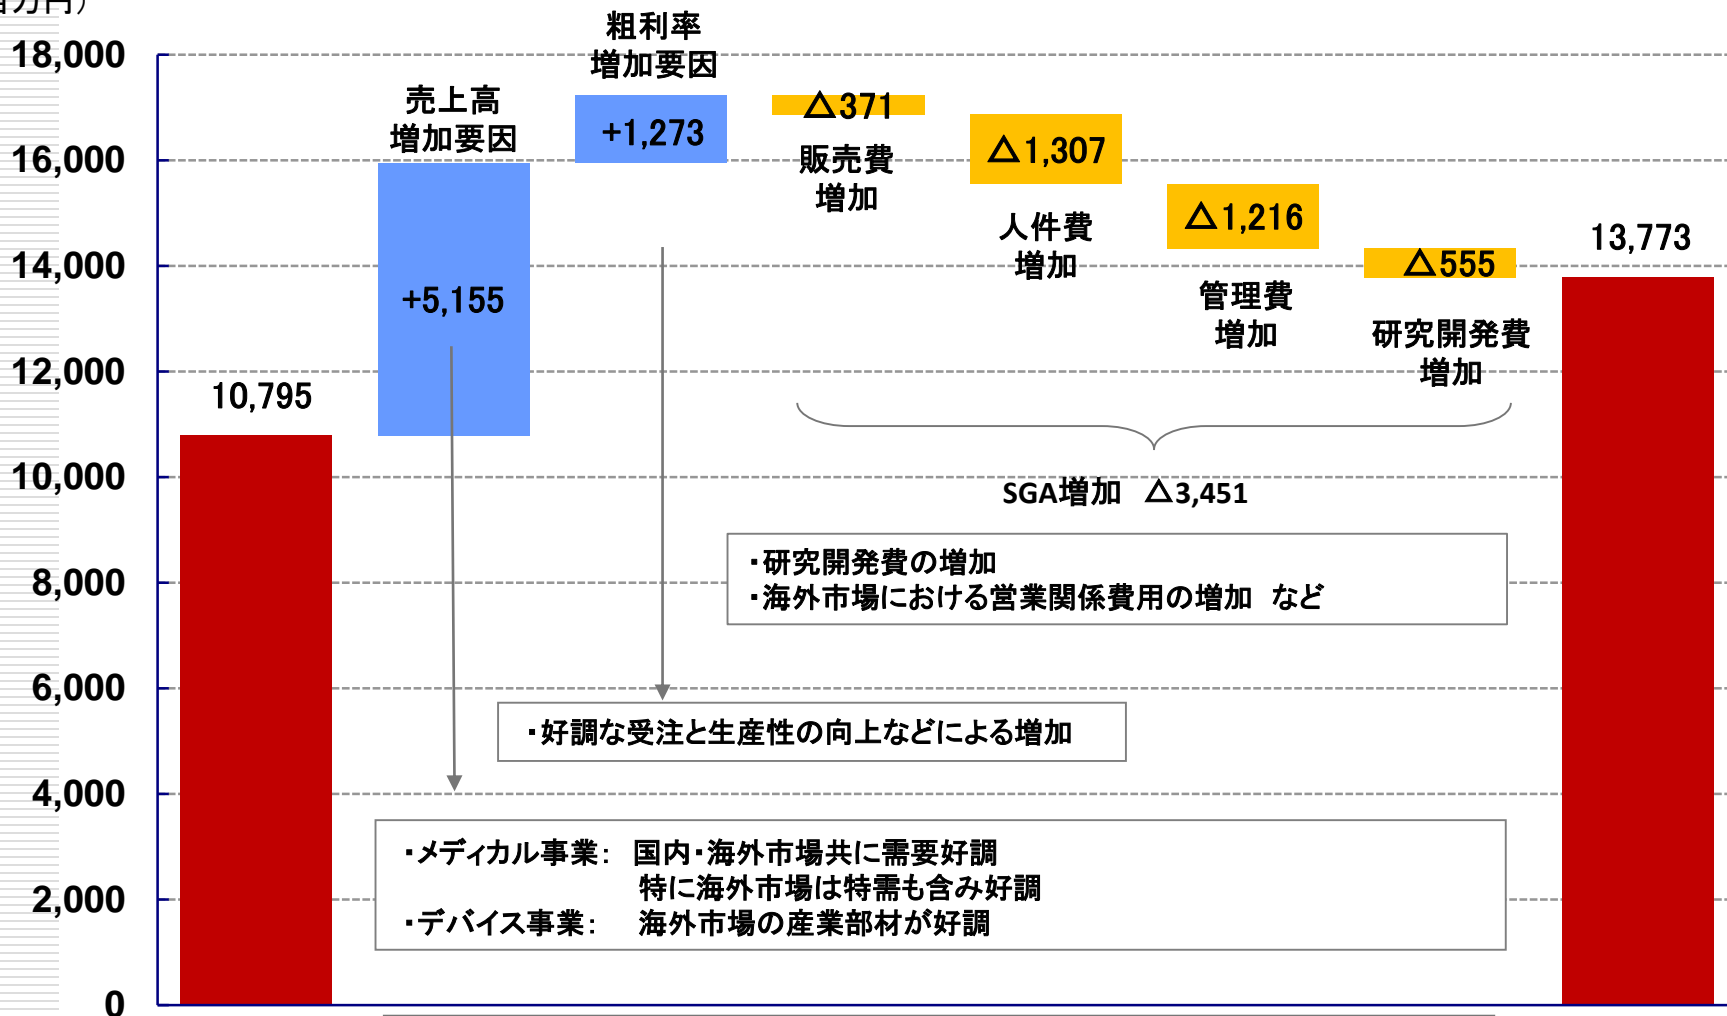 百万円）
18,000
16,000
14,000
12,000
10,000
8,000
6,000
4,000
2,000
0
10,795
売上高
増加要因
+5,155
粗利率
増加要因
+1,273
△371
販売費
増加
△1,307
人件費
増加
△1,216
管理費
増加
△555
研究開発費
増加
13,773
SGA増加　△3,451
・研究開発費の増加
・海外市場における営業関係費用の増加　など
・好調な受注と生産性の向上などによる増加
・メディカル事業：　国内・海外市場共に需要好調
特に海外市場は特需も含み好調
・デバイス事業：　海外市場の産業部材が好調